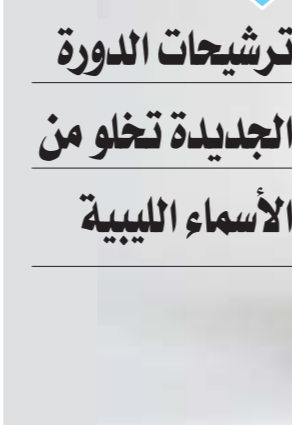 ترشيحات الدورة
الجديدة تخلو من
الأسماء الليبية